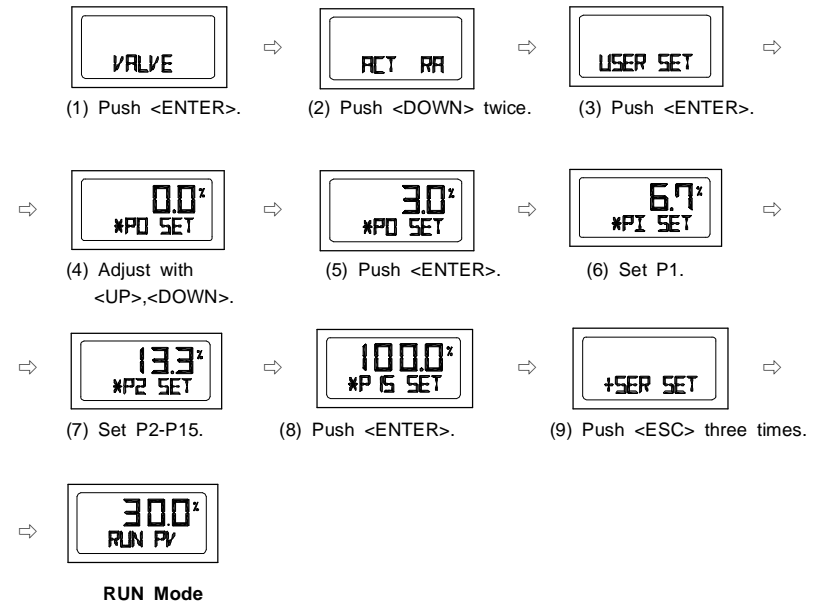 VALVE
ACT RA
USER SET
(1) Push <ENTER>.
(2) Push <DOWN> twice.
(3) Push <ENTER>.
0.0%
*P0 SET
3.0%
*P0 SET
6.7%
*P1 SET
(4) Adjust with
<UP>,<DOWN>.
(5) Push <ENTER>.
(6) Set P1.
13.3%
*P2 SET
100.0%
*P15 SET
+SER SET
(7) Set P2-P15.
(8) Push <ENTER>.
(9) Push <ESC> three times.
30.0%
RUN PV
RUN Mode